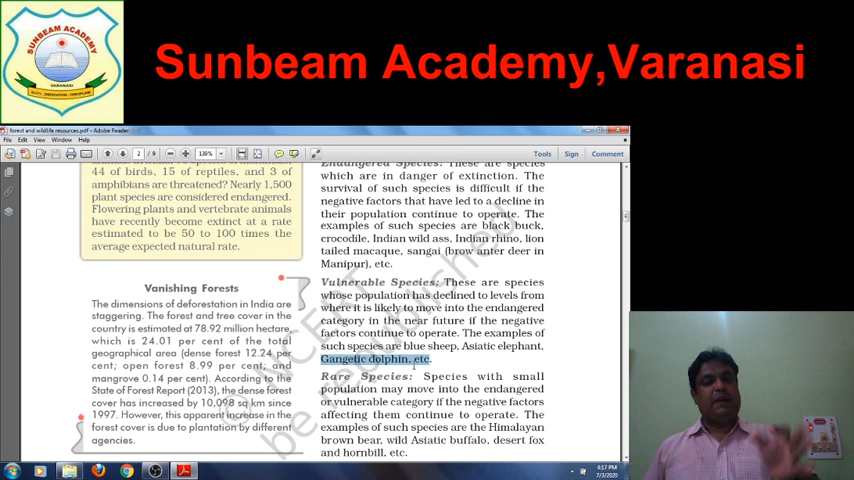 SUNBEAM ACADEMY
VARANASI
Sunbeam Academy,Varanasi
forest and wildlife resources.pdf - Adobe Reader
File Edit View Window Help
2 / 9
139%
Tools
Sign
Comment
44 of birds, 15 of reptiles, and 3 of
amphibians are threatened? Nearly 1,500
plant species are considered endangered.
Flowering plants and vertebrate animals
have recently become extinct at a rate
estimated to be 50 to 100 times the
average expected natural rate.
Vanishing Forests
The dimensions of deforestation in India are
staggering. The forest and tree cover in the
country is estimated at 78.92 million hectare,
which is 24.01 per cent of the total
geographical area (dense forest 12.24 per
cent; open forest 8.99 per cent; and
mangrove 0.14 per cent). According to the
State of Forest Report (2013), the dense forest
cover has increased by 10,098 sq km since
1997. However, this apparent increase in the
forest cover is due to plantation by different
agencies.
Endangered Species: These are species
which are in danger of extinction. The
survival of such species is difficult if the
negative factors that have led to a decline in
their population continue to operate. The
examples of such species are black buck,
crocodile, Indian wild ass, Indian rhino, lion
tailed macaque, sangai (brow anter deer in
Manipur), etc.
Vulnerable Species: These are species
whose population has declined to levels from
where it is likely to move into the endangered
category in the near future if the negative
factors continue to operate. The examples of
such species are blue sheep, Asiatic elephant,
Gangetic dolphin, etc.
Rare Species: Species with small
population may move into the endangered
or vulnerable category if the negative factors
affecting them continue to operate. The
examples of such species are the Himalayan
brown bear, wild Asiatic buffalo, desert fox
and hornbill, etc.
© NCERT
be republished
4:57 PM
7/3/2020